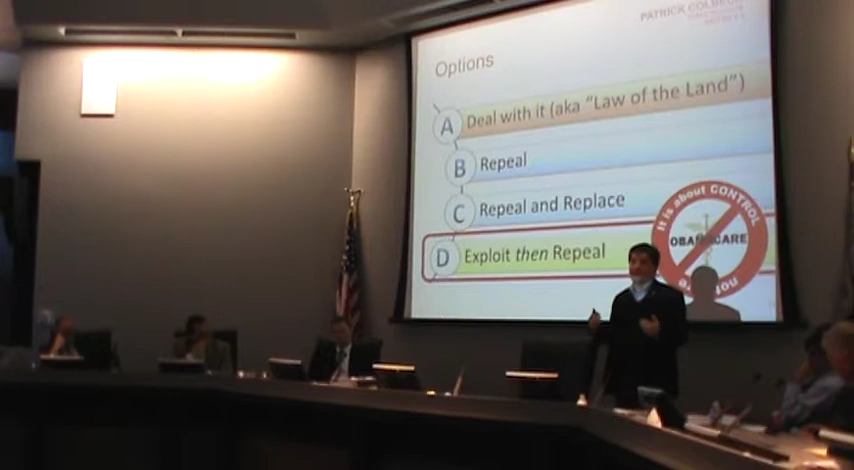 PATRICK COLBECK
Options
A Deal with it (aka "Law of the Land")
B Repeal
C Repeal and Replace
D Exploit then Repeal
It is about CONTROL
OBAMACARE
not